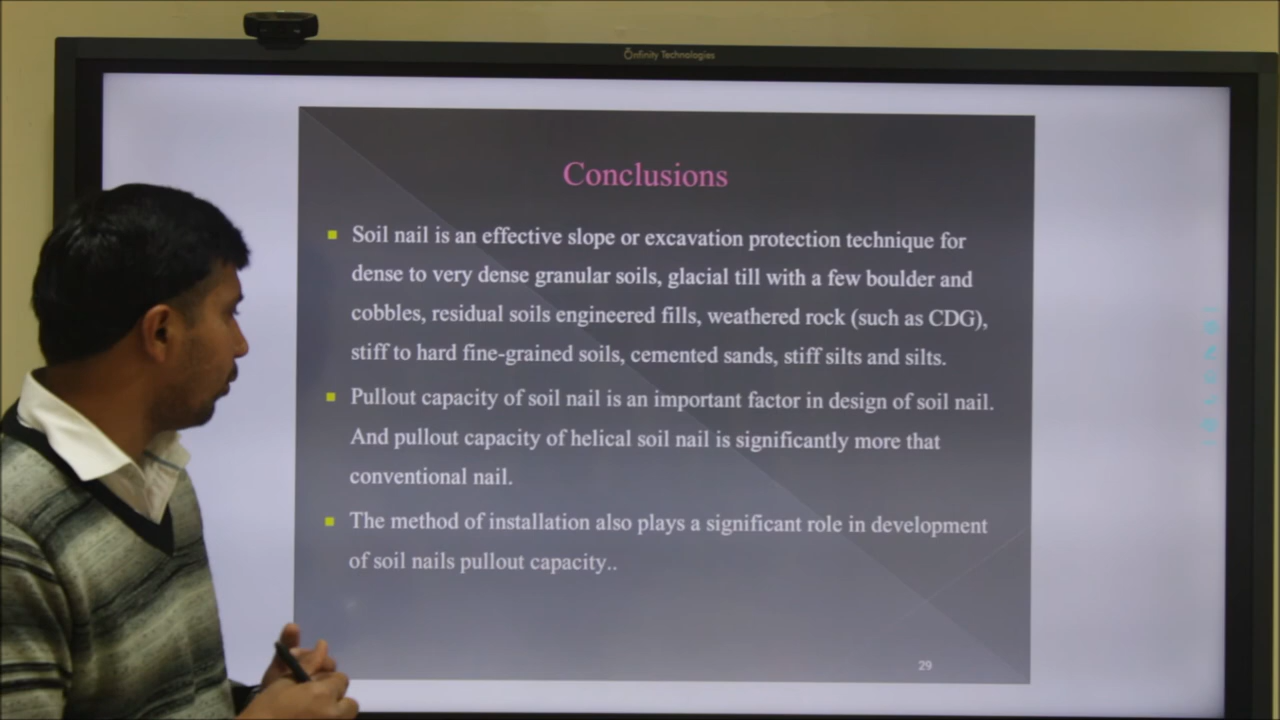 Önfinity Technologies
Conclusions
Soil nail is an effective slope or excavation protection technique for
dense to very dense granular soils, glacial till with a few boulder and
cobbles, residual soils engineered fills, weathered rock (such as CDG),
stiff to hard fine-grained soils, cemented sands, stiff silts and silts.
Pullout capacity of soil nail is an important factor in design of soil nail.
And pullout capacity of helical soil nail is significantly more that
conventional nail.
The method of installation also plays a significant role in development
of soil nails pullout capacity..
29